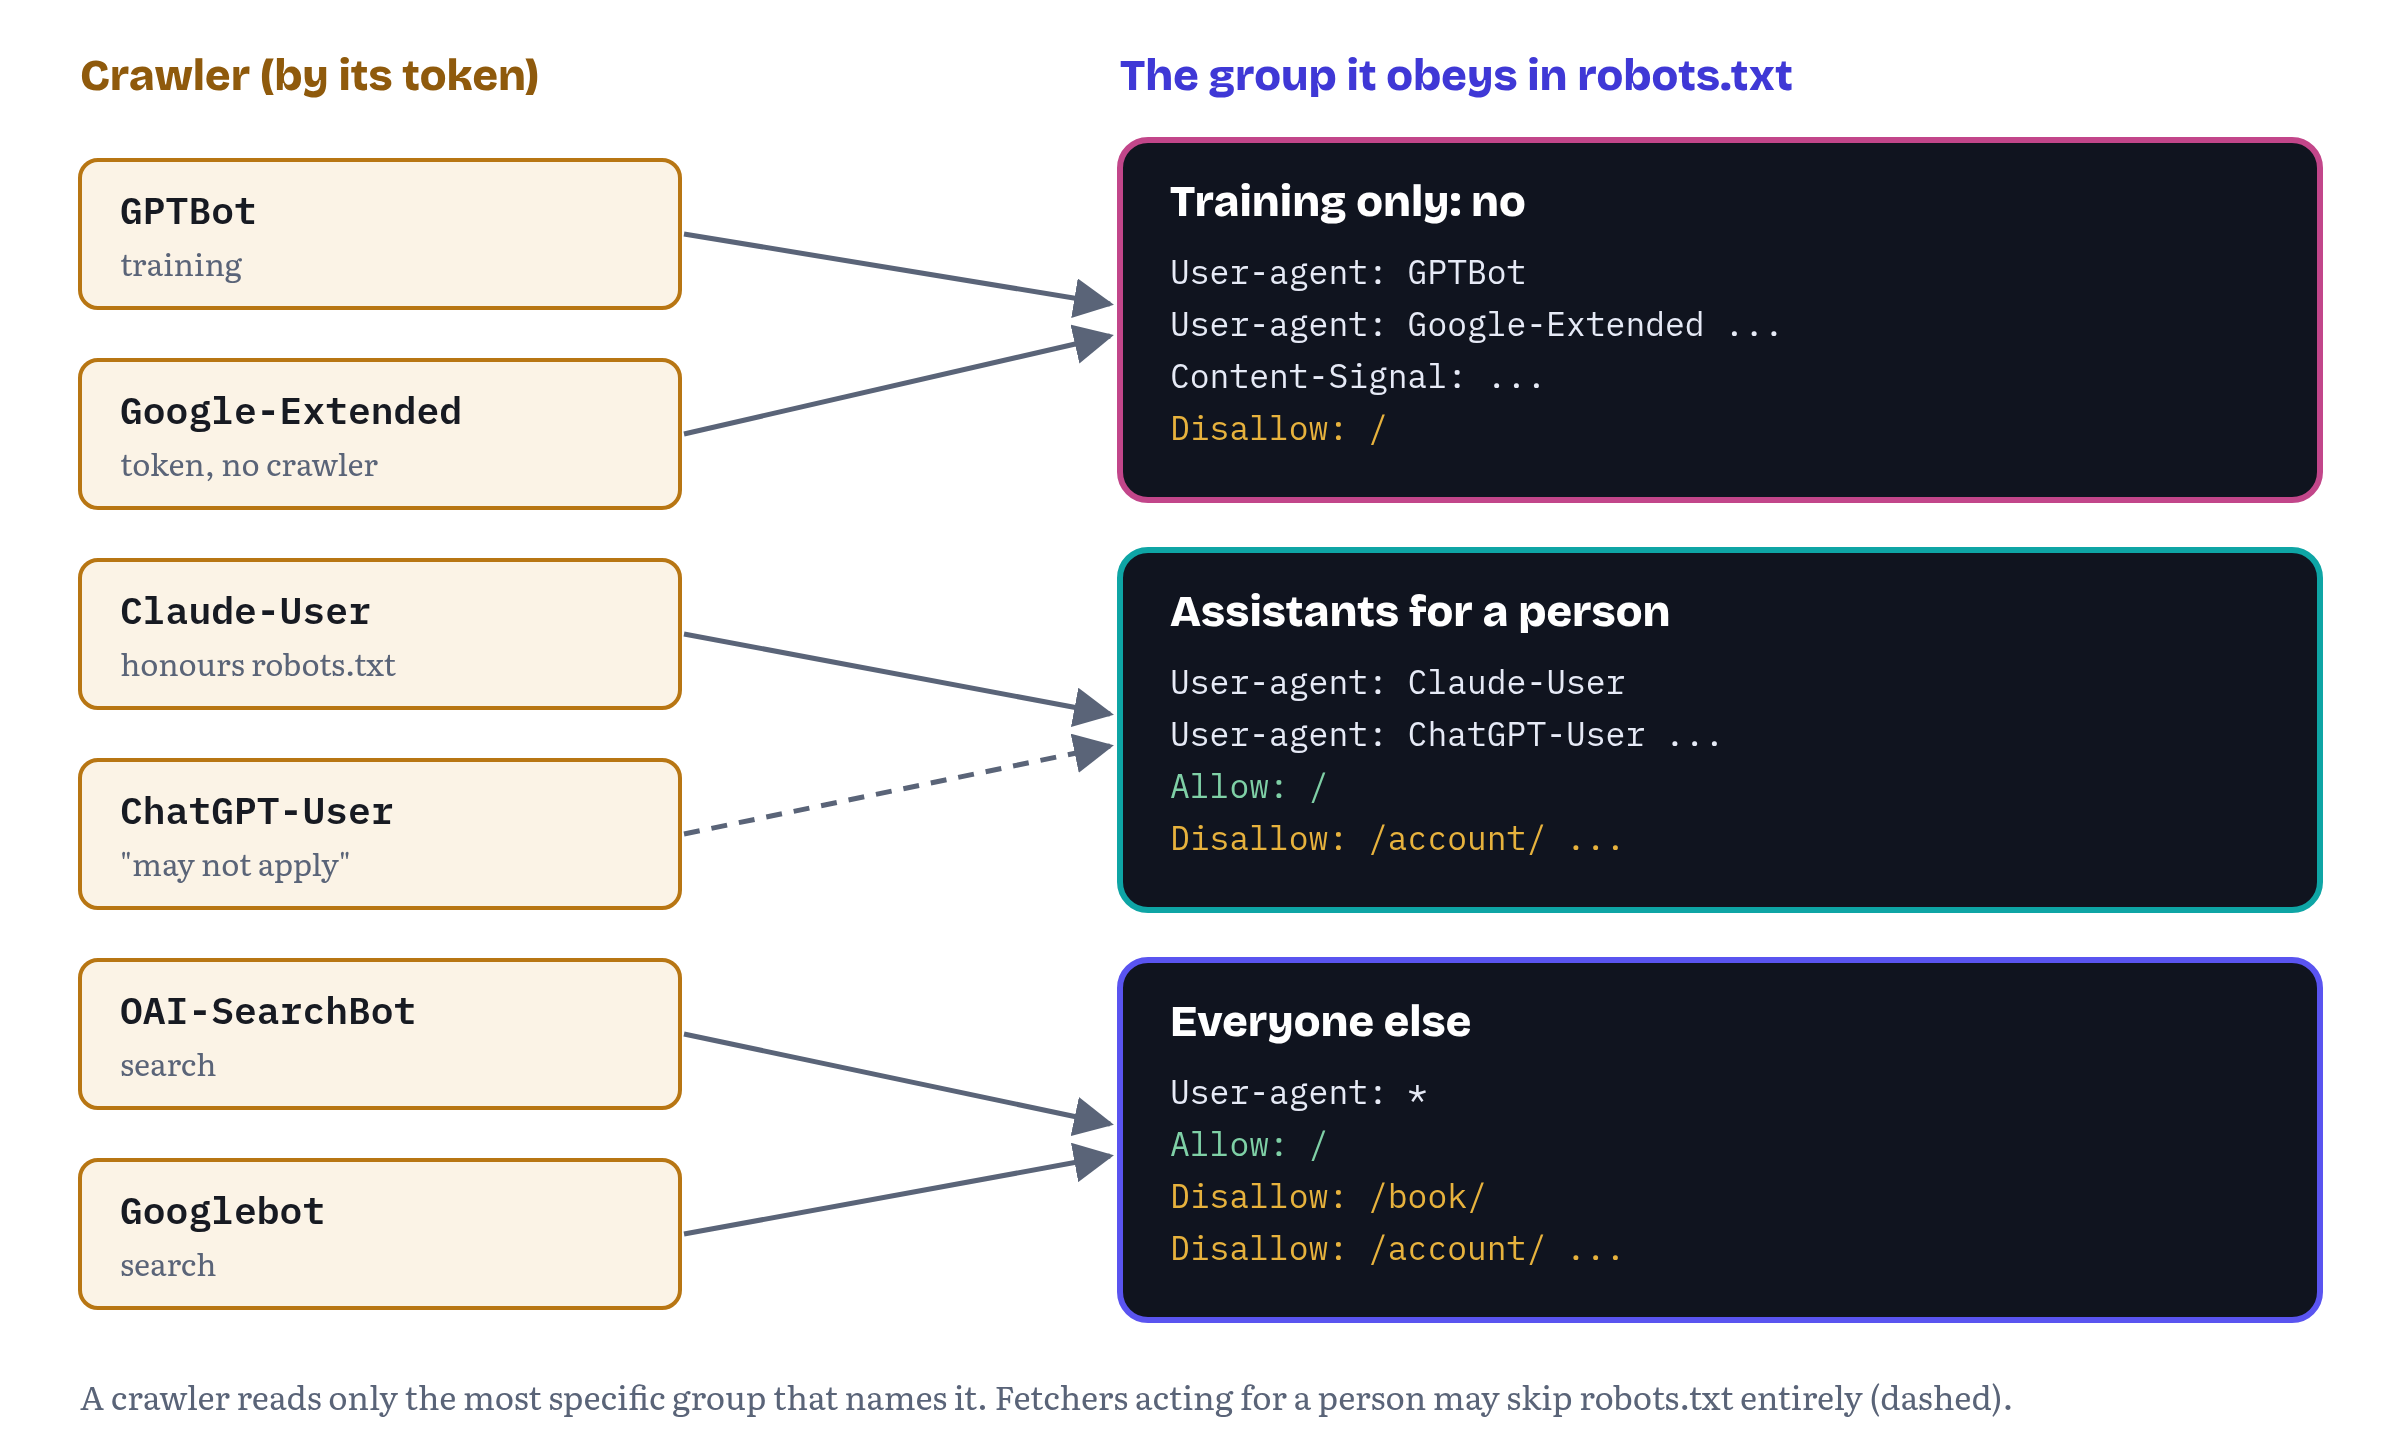 Crawler (by its token)
The group it obeys in robots.txt
GPTBot
training
Google-Extended
token, no crawler
Claude-User
honours robots.txt
ChatGPT-User
"may not apply"
OAI-SearchBot
search
Googlebot
search
Training only: no
User-agent: GPTBot
User-agent: Google-Extended ...
Content-Signal: ...
Disallow: /
Assistants for a person
User-agent: Claude-User
User-agent: ChatGPT-User ...
Allow: /
Disallow: /account/ ...
Everyone else
User-agent: *
Allow: /
Disallow: /book/
Disallow: /account/ ...
A crawler reads only the most specific group that names it. Fetchers acting for a person may skip robots.txt entirely (dashed).